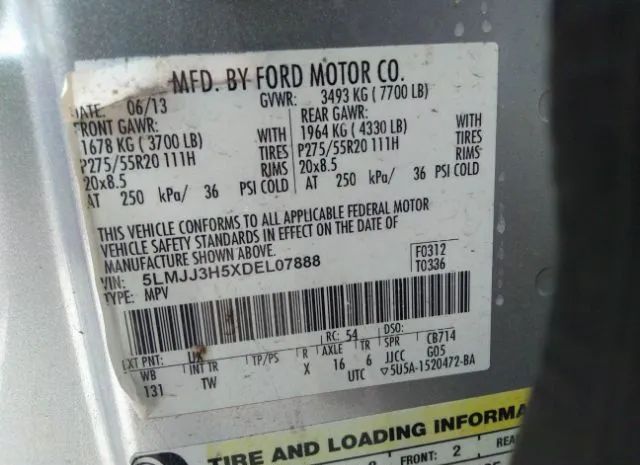 MFD. BY FORD MOTOR CO.
DATE: 06/13 GVWR: 3493 KG ( 7700 LB)
FRONT GAWR: REAR GAWR:
1678 KG ( 3700 LB) WITH 1964 KG ( 4330 LB) WITH
P275/55R20 111H TIRES P275/55R20 111H TIRES
20x8.5 RIMS 20x8.5 RIMS
AT 250 kPa/ 36 PSI COLD AT 250 kPa/ 36 PSI COLD
THIS VEHICLE CONFORMS TO ALL APPLICABLE FEDERAL MOTOR
VEHICLE SAFETY STANDARDS IN EFFECT ON THE DATE OF
MANUFACTURE SHOWN ABOVE.
VIN: 5LMJJ3H5XDEL07888 F0312
TYPE: MPV T0336
EXT PNT: UX RC: 54 DSO:
WB INT TR TP/PS R AXLE TR SPR CB714
131 TW X 16 6 JJCC G05
UTC ▽5U5A-1520472-BA
TIRE AND LOADING INFORMA
FRONT: 2 REA